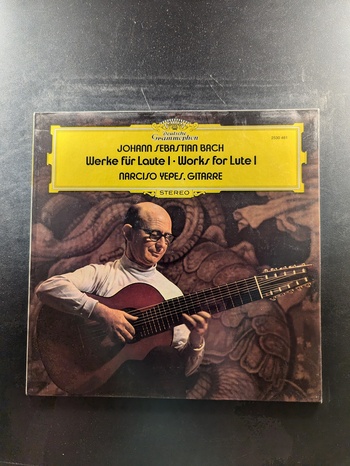 Deutsche
Grammophon
JOHANN SEBASTIAN BACH
Werke für Laute I · Works for Lute I
NARCISO YEPES, GITARRE
STEREO